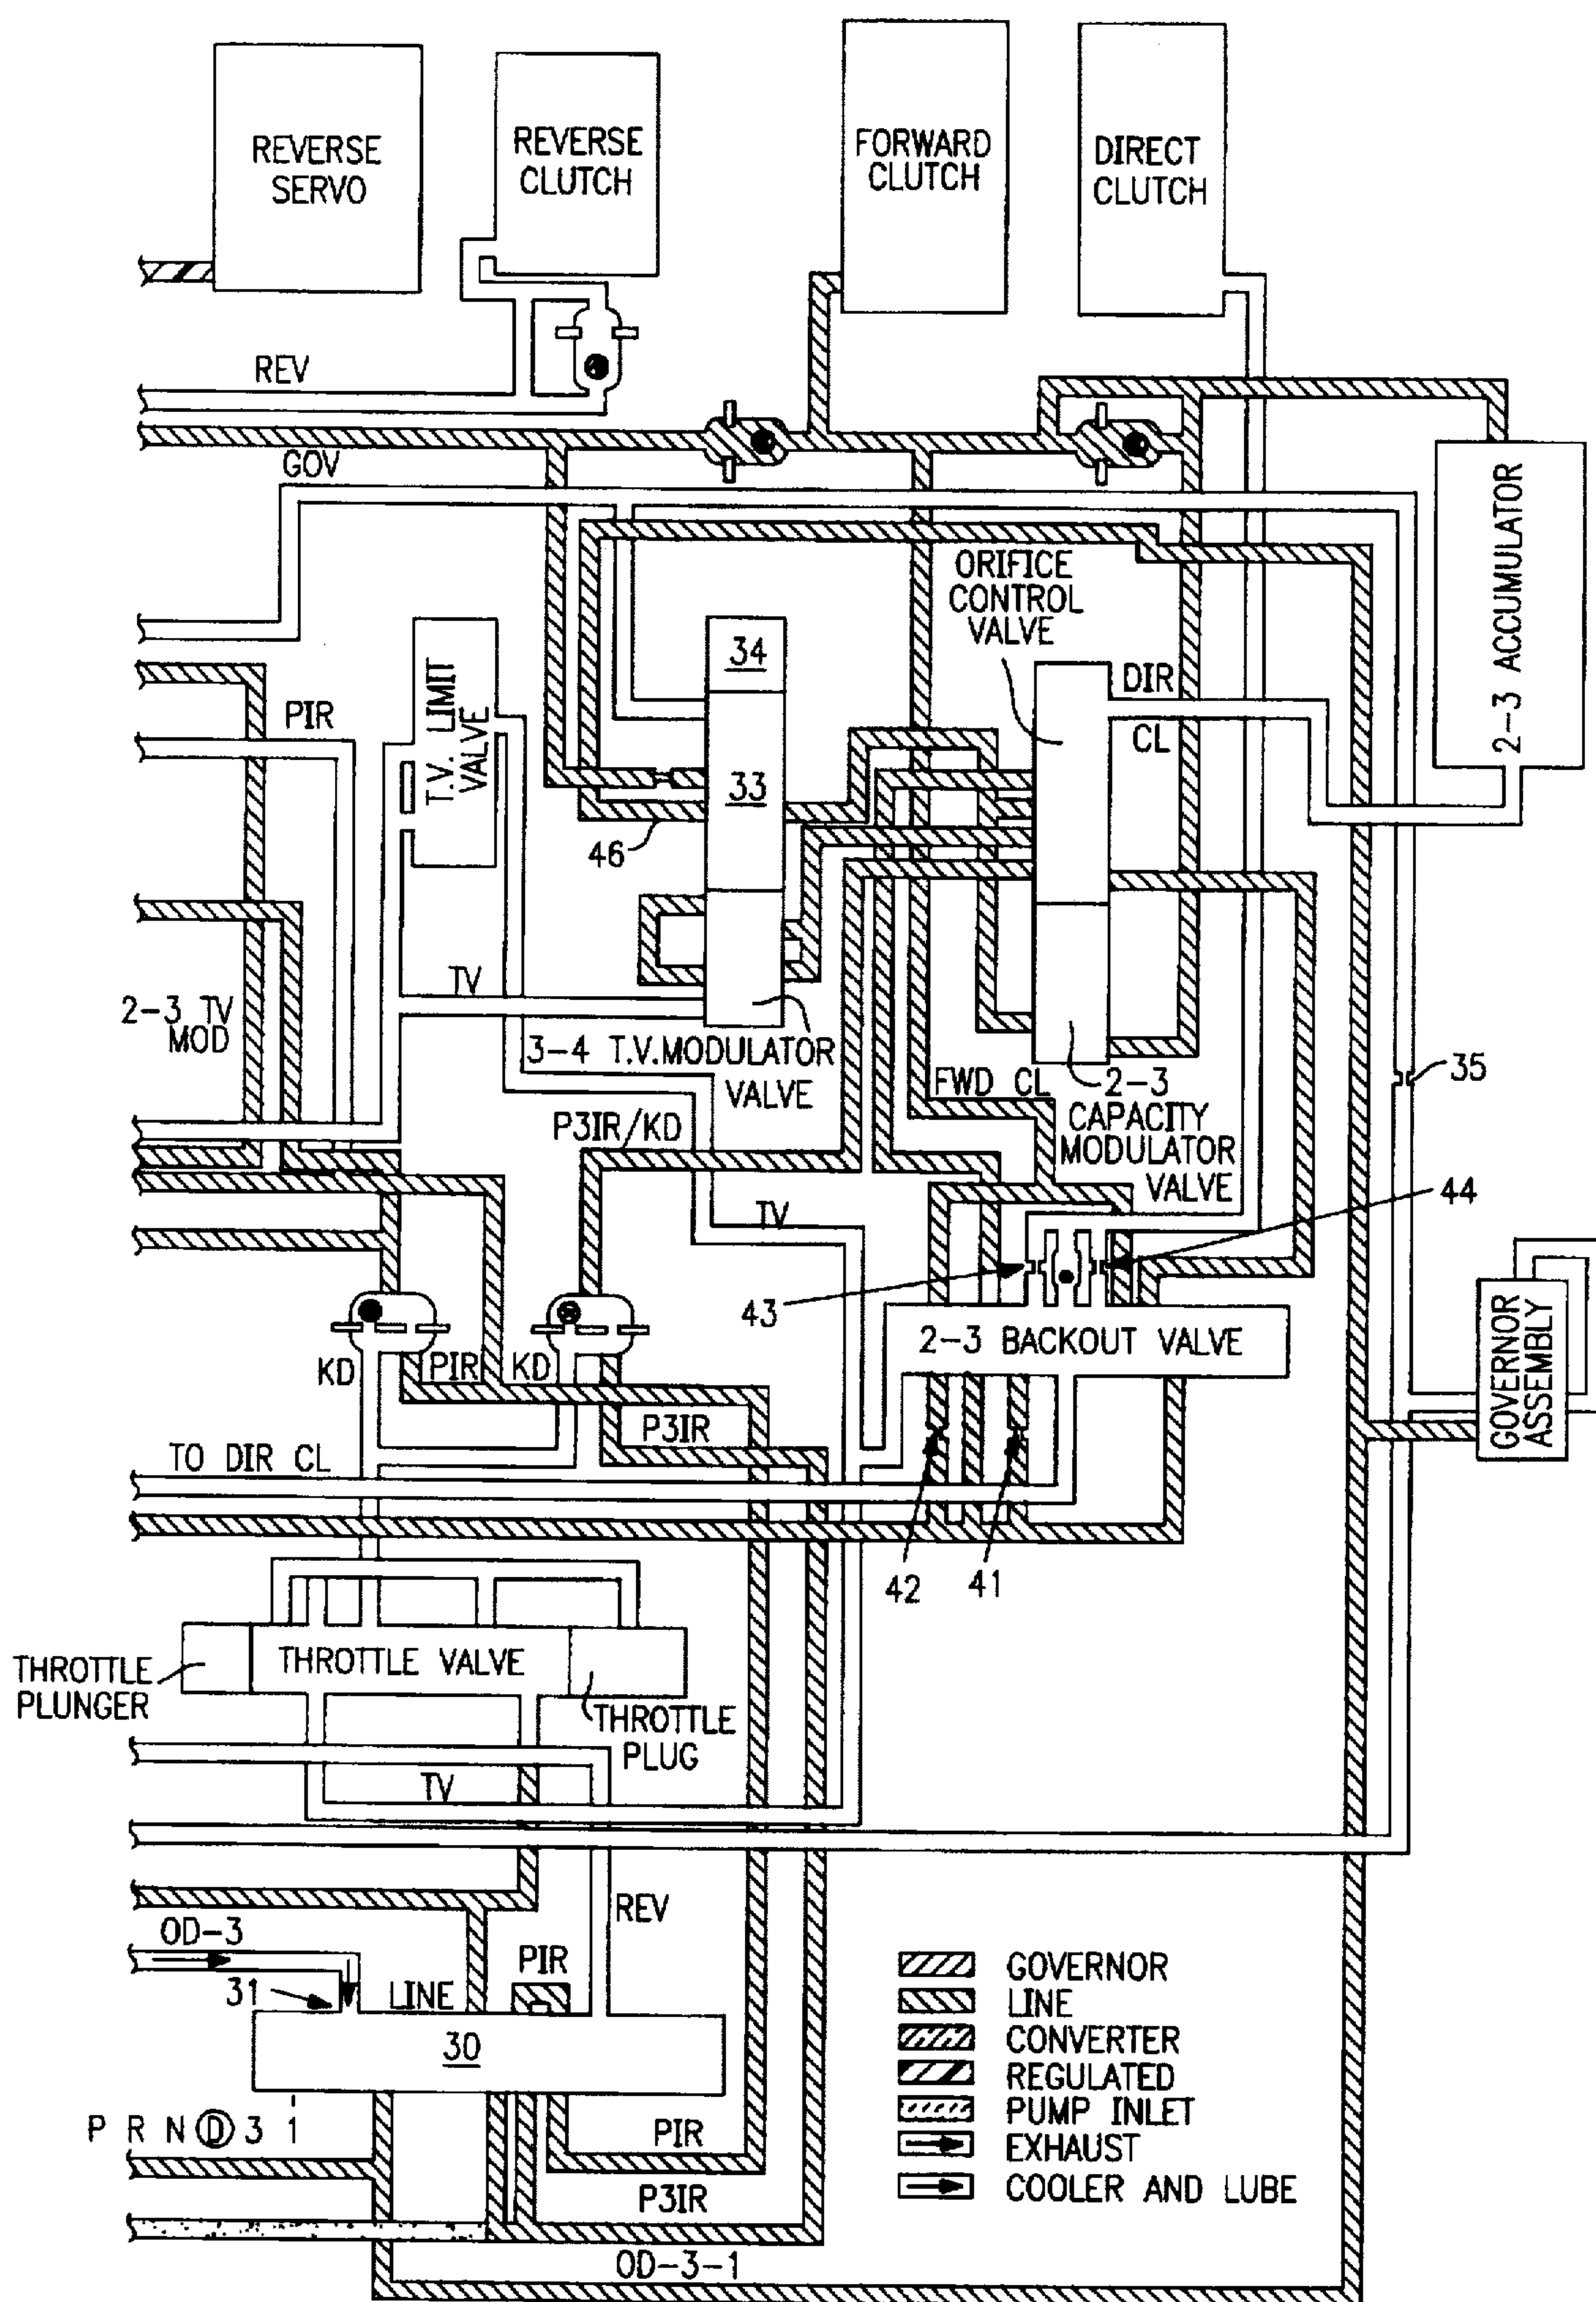 REVERSE
SERVO
REVERSE
CLUTCH
FORWARD
CLUTCH
DIRECT
CLUTCH
REV
GOV
2-3 ACCUMULATOR
ORIFICE
CONTROL
VALVE
34
T.V. LIMIT
VALVE
DIR
CL
PIR
33
46
TV
2-3 TV
MOD
3-4 T.V.MODULATOR
VALVE
FWD CL
2-3
CAPACITY
MODULATOR
VALVE
35
P3IR/KD
TV
44
43
2-3 BACKOUT VALVE
GOVERNOR
ASSEMBLY
KD
PIR
KD
P3IR
TO DIR CL
42
41
THROTTLE VALVE
THROTTLE
PLUNGER
THROTTLE
PLUG
TV
REV
OD-3
PIR
31
LINE
30
GOVERNOR
LINE
CONVERTER
REGULATED
PUMP INLET
EXHAUST
COOLER AND LUBE
P R N D 3 1
PIR
P3IR
OD-3-1